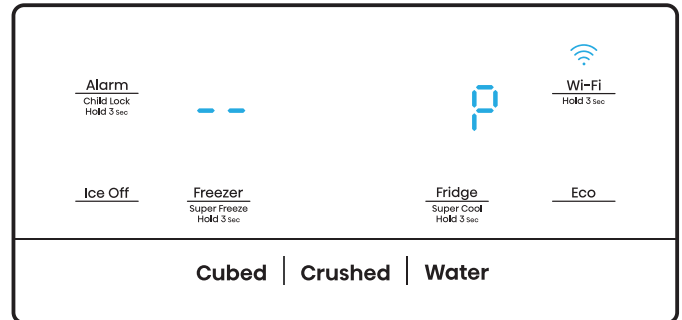 Alarm
Child Lock
Hold 3 Sec
--
P
Wi-Fi
Hold 3 Sec
Ice Off
Freezer
Super Freeze
Hold 3 Sec
Fridge
Super Cool
Hold 3 Sec
Eco
Cubed | Crushed | Water